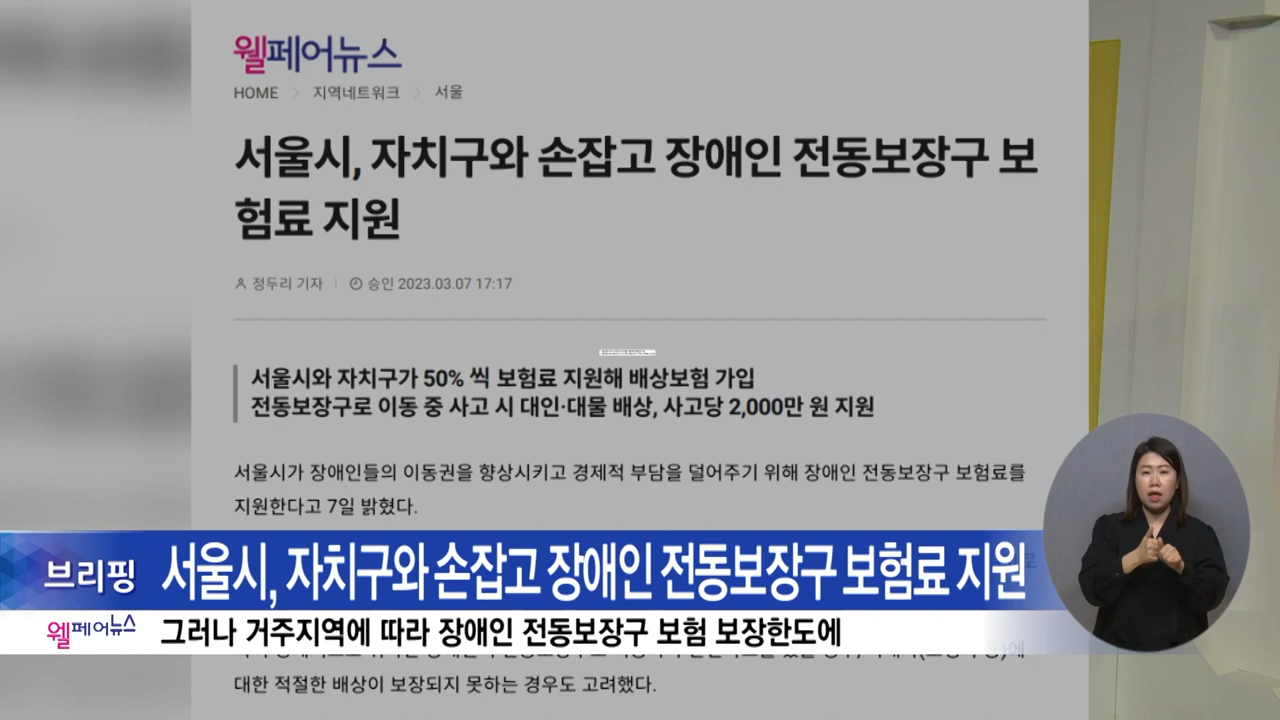 웰페어뉴스
HOME > 지역네트워크 > 서울
서울시, 자치구와 손잡고 장애인 전동보장구 보
험료 지원
정두리 기자 | 승인 2023.03.07 17:17
서울시와 자치구가 50% 씩 보험료 지원해 배상보험 가입
전동보장구로 이동 중 사고 시 대인·대물 배상, 사고당 2,000만 원 지원
서울시가 장애인들의 이동권을 향상시키고 경제적 부담을 덜어주기 위해 장애인 전동보장구 보험료를
지원한다고 7일 밝혔다.
브리핑 서울시, 자치구와 손잡고 장애인 전동보장구 보험료 지원
웰페어뉴스 그러나 거주지역에 따라 장애인 전동보장구 보험 보장한도에
대한 적절한 배상이 보장되지 못하는 경우도 고려했다.